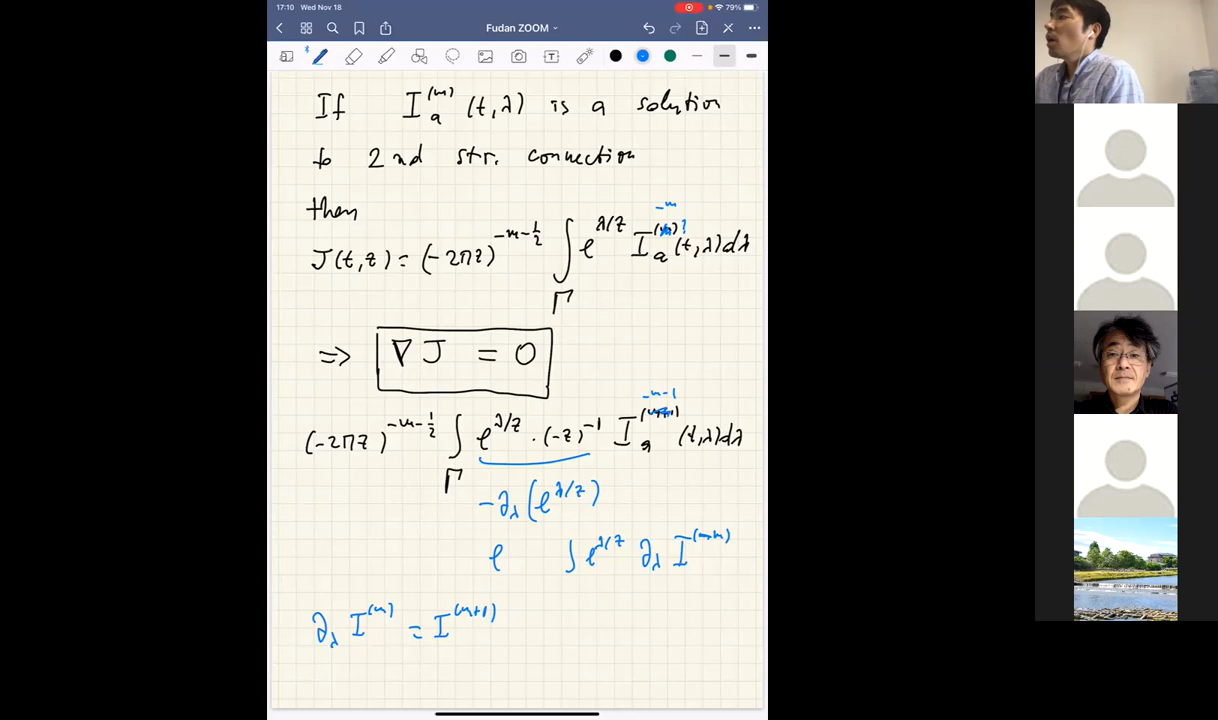 17:10 Wed Nov 18
79%
Fudan ZOOM
If I_a^{(m)} (t,λ) is a solution
to 2nd str. connection
then
J(t,z) = (-2πz)^{-m-1/2} ∫_Γ e^{λ/z} I_a^{(-m)} ? (t,λ) dλ
⇒ ∇J = 0
(-2πz)^{-m-1/2} ∫_Γ e^{λ/z} · (-z)^{-1} I_a^{(-m-1)} (t,λ) dλ
-∂_λ (e^{λ/z})
e ∫ e^{λ/z} ∂_λ I
∂_λ I^{(m)} = I^{(m+1)}